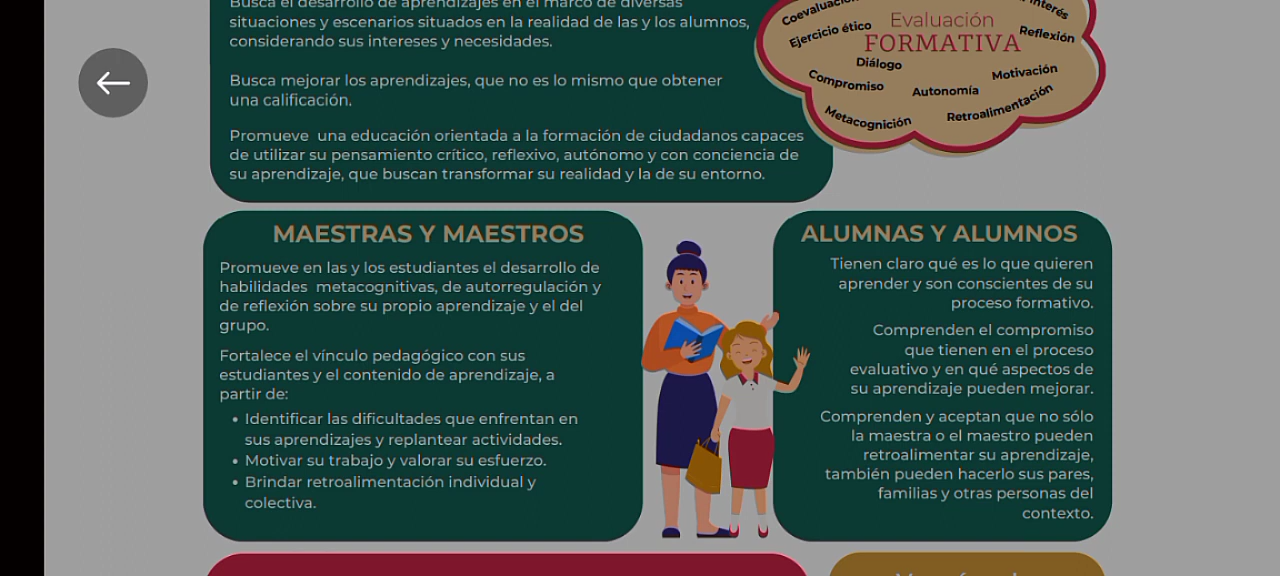 Busca el desarrollo de aprendizajes en el marco de diversas
situaciones y escenarios situados en la realidad de las y los alumnos,
considerando sus intereses y necesidades.
Busca mejorar los aprendizajes, que no es lo mismo que obtener
una calificación.
Promueve una educación orientada a la formación de ciudadanos capaces
de utilizar su pensamiento crítico, reflexivo, autónomo y con conciencia de
su aprendizaje, que buscan transformar su realidad y la de su entorno.
Coevaluación
Interés
Ejercicio ético
Evaluación
FORMATIVA
Reflexión
Diálogo
Compromiso
Motivación
Autonomía
Metacognición
Retroalimentación
MAESTRAS Y MAESTROS
Promueve en las y los estudiantes el desarrollo de
habilidades metacognitivas, de autorregulación y
de reflexión sobre su propio aprendizaje y el del
grupo.
Fortalece el vínculo pedagógico con sus
estudiantes y el contenido de aprendizaje, a
partir de:
• Identificar las dificultades que enfrentan en
sus aprendizajes y replantear actividades.
• Motivar su trabajo y valorar su esfuerzo.
• Brindar retroalimentación individual y
colectiva.
ALUMNAS Y ALUMNOS
Tienen claro qué es lo que quieren
aprender y son conscientes de su
proceso formativo.
Comprenden el compromiso
que tienen en el proceso
evaluativo y en qué aspectos de
su aprendizaje pueden mejorar.
Comprenden y aceptan que no sólo
la maestra o el maestro pueden
retroalimentar su aprendizaje,
también pueden hacerlo sus pares,
familias y otras personas del
contexto.